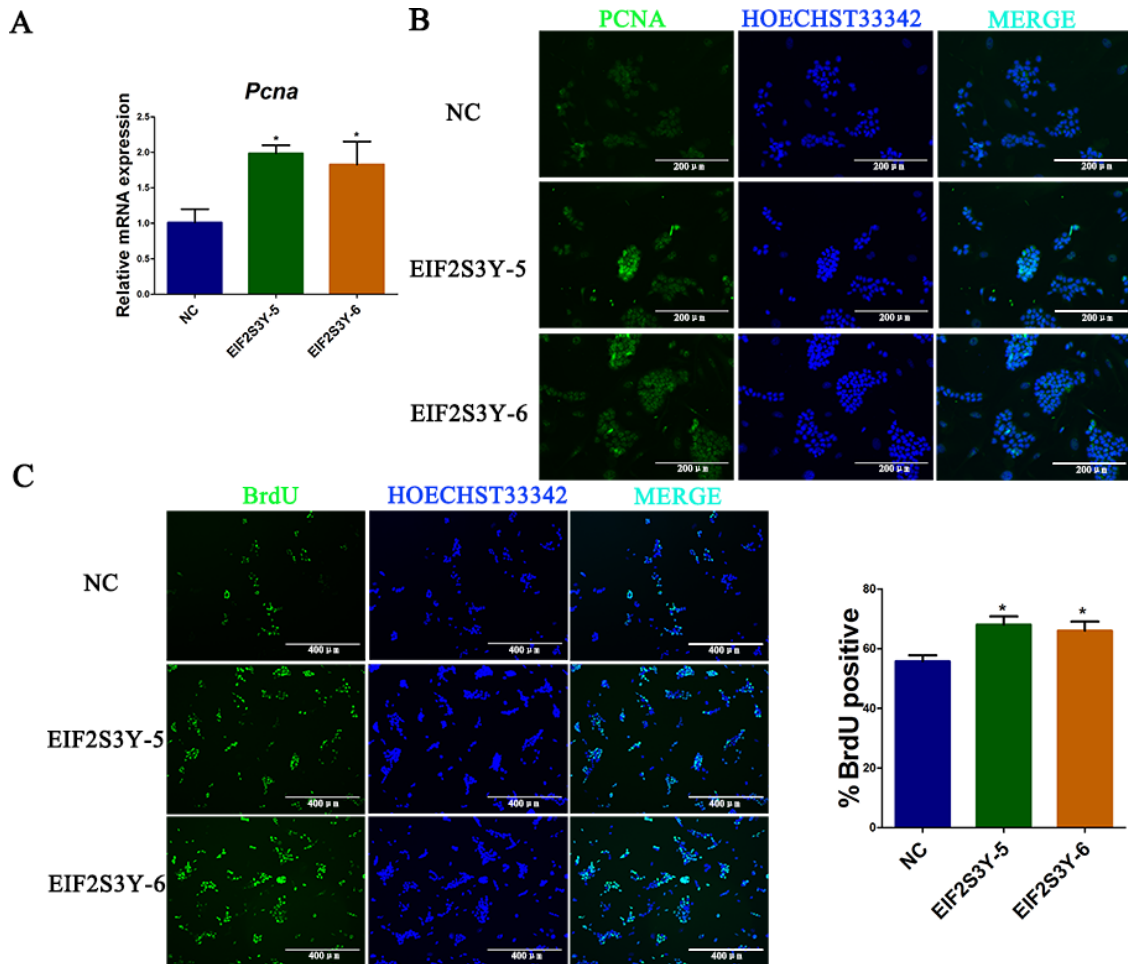 A
Pcna
Relative mRNA expression
2.5
2.0
1.5
1.0
0.5
0.0
*
*
NC
EIF2S3Y-5
EIF2S3Y-6
B
PCNA
HOECHST33342
MERGE
NC
200 μm
200 μm
200 μm
EIF2S3Y-5
200 μm
200 μm
200 μm
EIF2S3Y-6
200 μm
200 μm
200 μm
C
BrdU
HOECHST33342
MERGE
NC
400 μm
400 μm
400 μm
EIF2S3Y-5
400 μm
400 μm
400 μm
EIF2S3Y-6
400 μm
400 μm
400 μm
% BrdU positive
80
60
40
20
0
*
*
NC
EIF2S3Y-5
EIF2S3Y-6